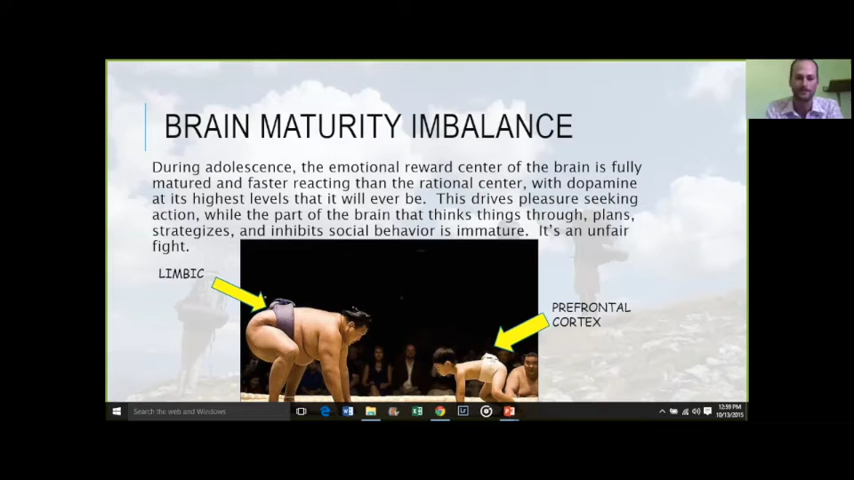 BRAIN MATURITY IMBALANCE
During adolescence, the emotional reward center of the brain is fully
matured and faster reacting than the rational center, with dopamine
at its highest levels that it will ever be.  This drives pleasure seeking
action, while the part of the brain that thinks things through, plans,
strategizes, and inhibits social behavior is immature.  It's an unfair
fight.
LIMBIC
PREFRONTAL
CORTEX
Search the web and Windows
12:59 PM
10/13/2015